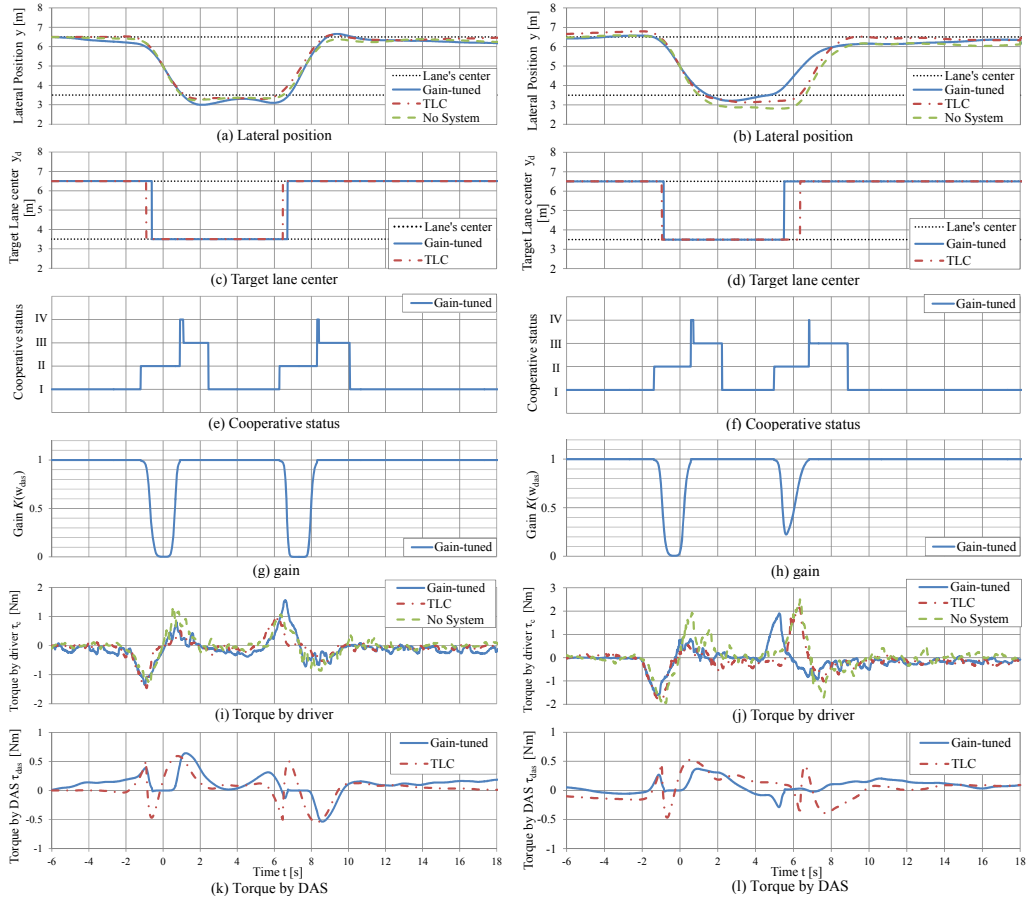 Lateral Position y [m]
8
7
6
5
4
3
2
Lane's center
Gain-tuned
TLC
No System
(a) Lateral position
Lateral Position y [m]
8
7
6
5
4
3
2
Lane's center
Gain-tuned
TLC
No System
(b) Lateral position
Target Lane center y_d
[m]
8
7
6
5
4
3
2
Lane's center
Gain-tuned
TLC
(c) Target lane center
Target Lane center y_d
[m]
8
7
6
5
4
3
2
Lane's center
Gain-tuned
TLC
(d) Target lane center
Cooperative status
IV
III
II
I
Gain-tuned
(e) Cooperative status
Cooperative status
IV
III
II
I
Gain-tuned
(f) Cooperative status
Gain K(w_das)
1
0.5
0
Gain-tuned
(g) gain
Gain K(w_das)
1
0.5
0
Gain-tuned
(h) gain
Torque by driver τ_c [Nm]
2
1
0
-1
-2
Gain-tuned
TLC
No System
(i) Torque by driver
Torque by driver τ_c [Nm]
3
2
1
0
-1
-2
Gain-tuned
TLC
No System
(j) Torque by driver
Torque by DAS τ_das [Nm]
1
0.5
0
-0.5
-1
Gain-tuned
TLC
-6 -4 -2 0 2 4 6 8 10 12 14 16 18
Time t [s]
(k) Torque by DAS
Torque by DAS τ_das [Nm]
1
0.5
0
-0.5
-1
Gain-tuned
TLC
-6 -4 -2 0 2 4 6 8 10 12 14 16 18
Time t [s]
(l) Torque by DAS